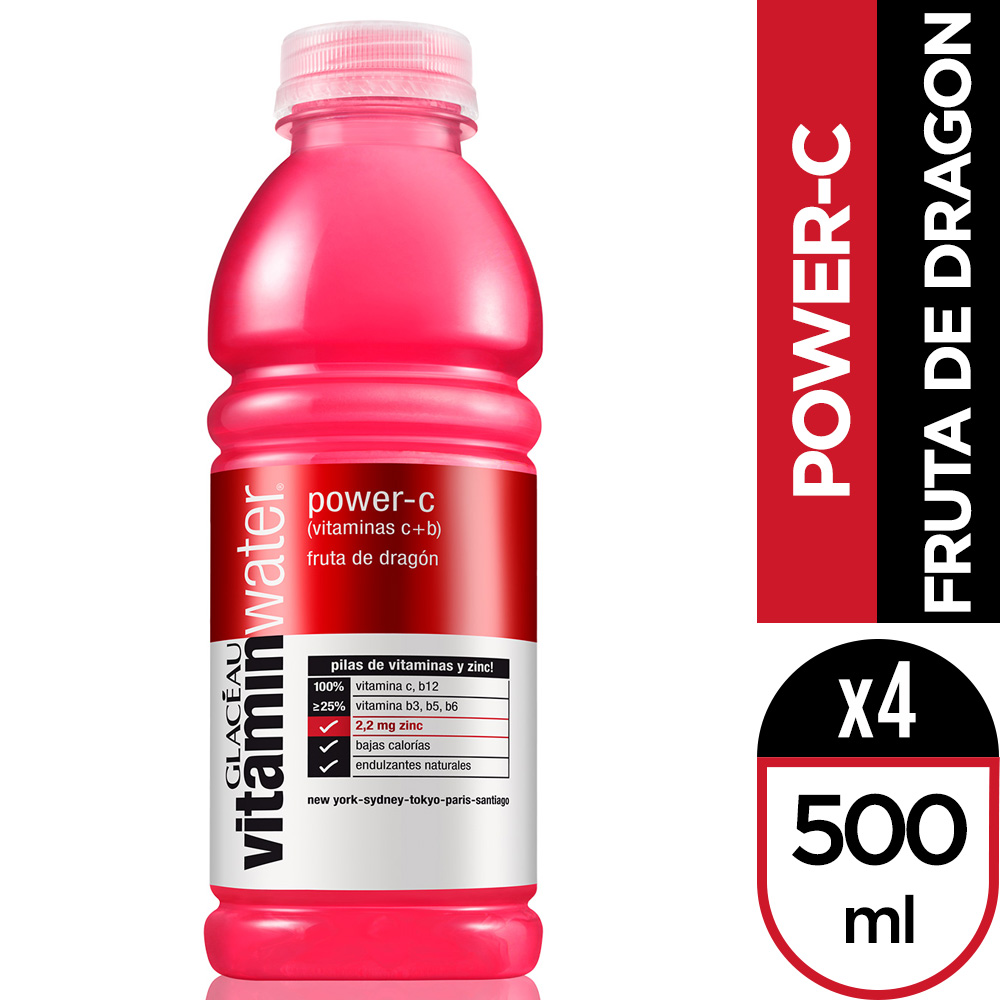 GLACÉAU
vitaminwater®
power-c
(vitaminas c+b)
fruta de dragón
pilas de vitaminas y zinc!
100% vitamina c, b12
≥25% vitamina b3, b5, b6
✓ 2,2 mg zinc
✓ bajas calorías
✓ endulzantes naturales
new york-sydney-tokyo-paris-santiago
POWER-C
FRUTA DE DRAGON
x4
500
ml